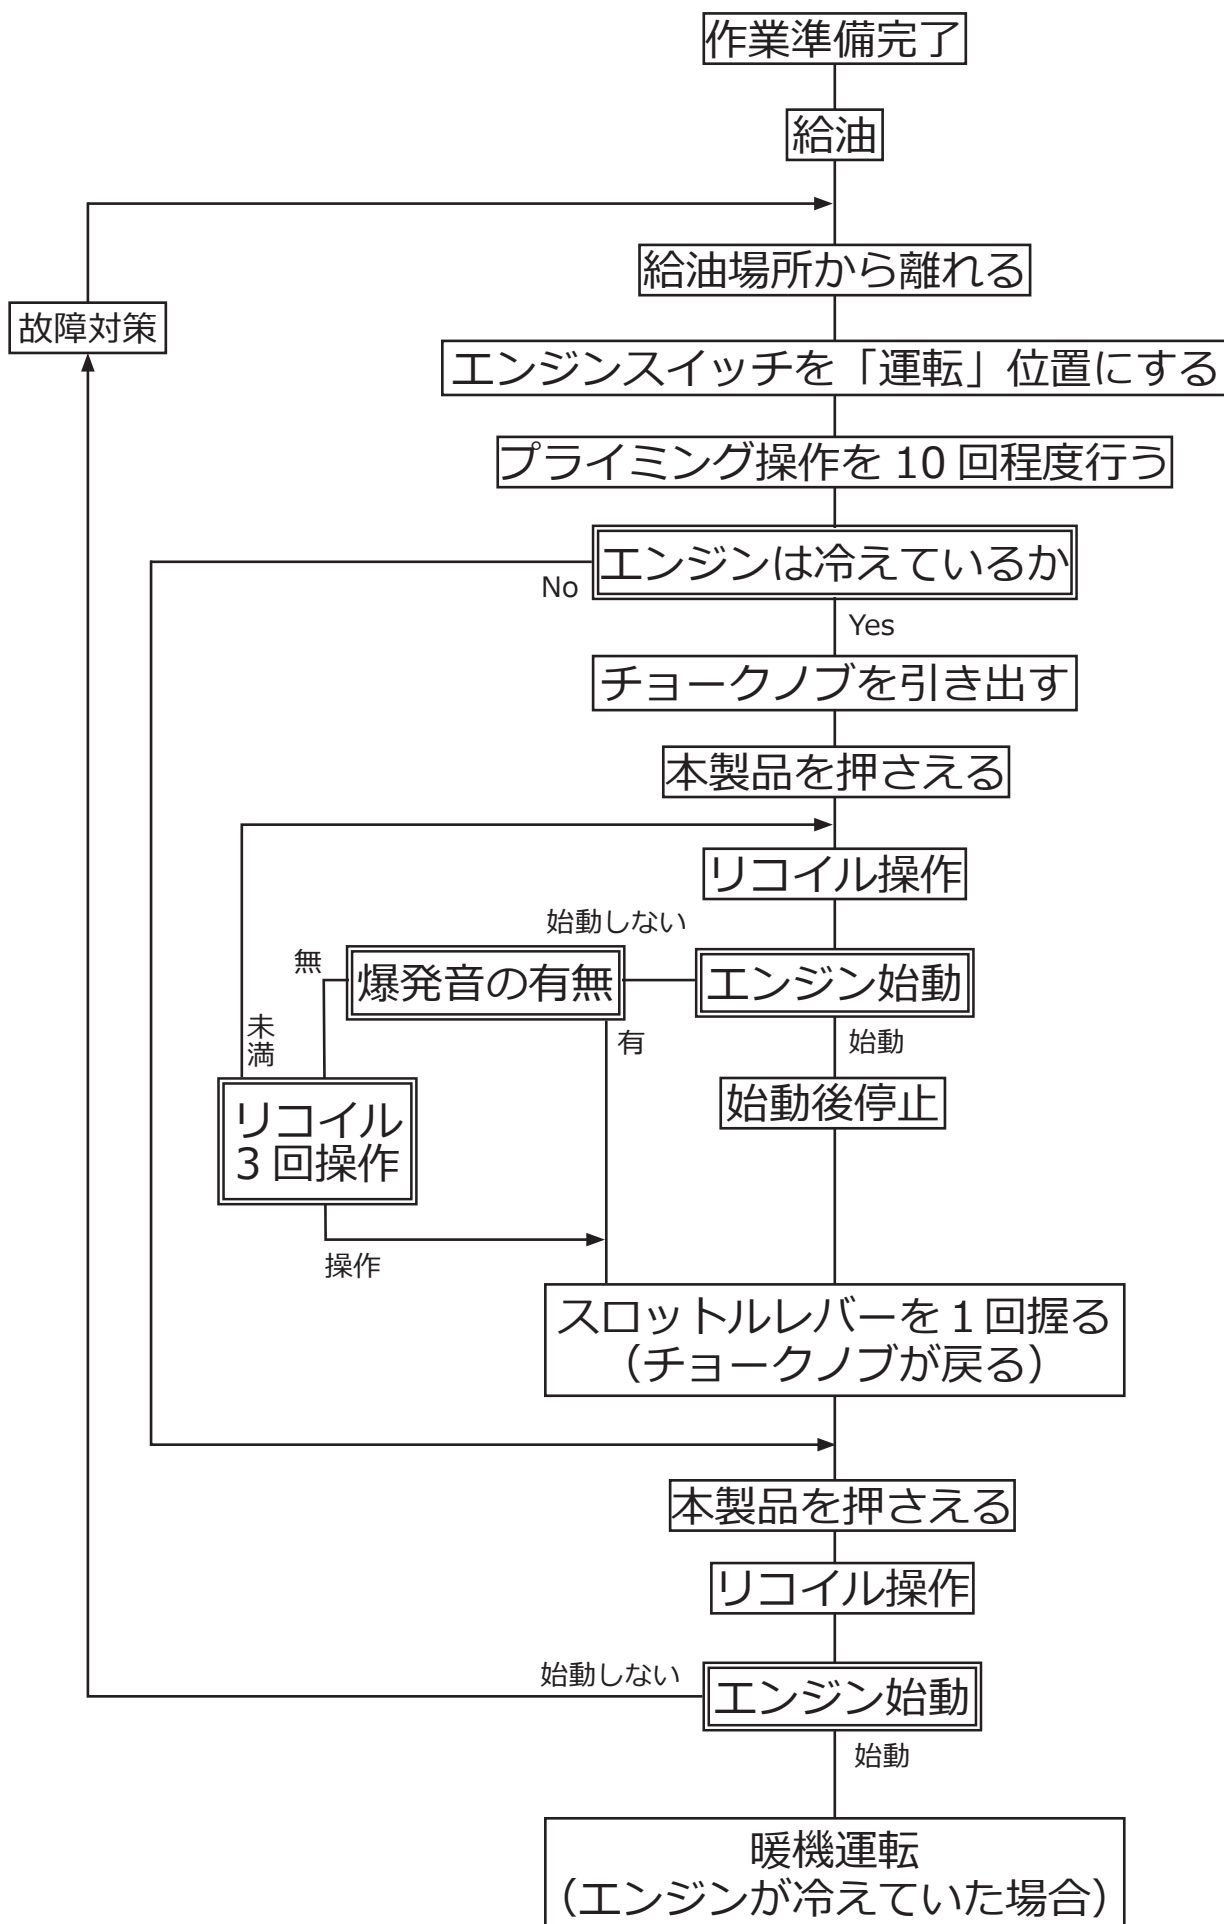 作業準備完了
給油
給油場所から離れる
故障対策
エンジンスイッチを「運転」位置にする
プライミング操作を 10 回程度行う
エンジンは冷えているか
No
Yes
チョークノブを引き出す
本製品を押さえる
リコイル操作
始動しない
無
爆発音の有無
エンジン始動
未満
有
始動
リコイル
3 回操作
始動後停止
操作
スロットルレバーを 1 回握る
（チョークノブが戻る）
本製品を押さえる
リコイル操作
始動しない
エンジン始動
始動
暖機運転
（エンジンが冷えていた場合）